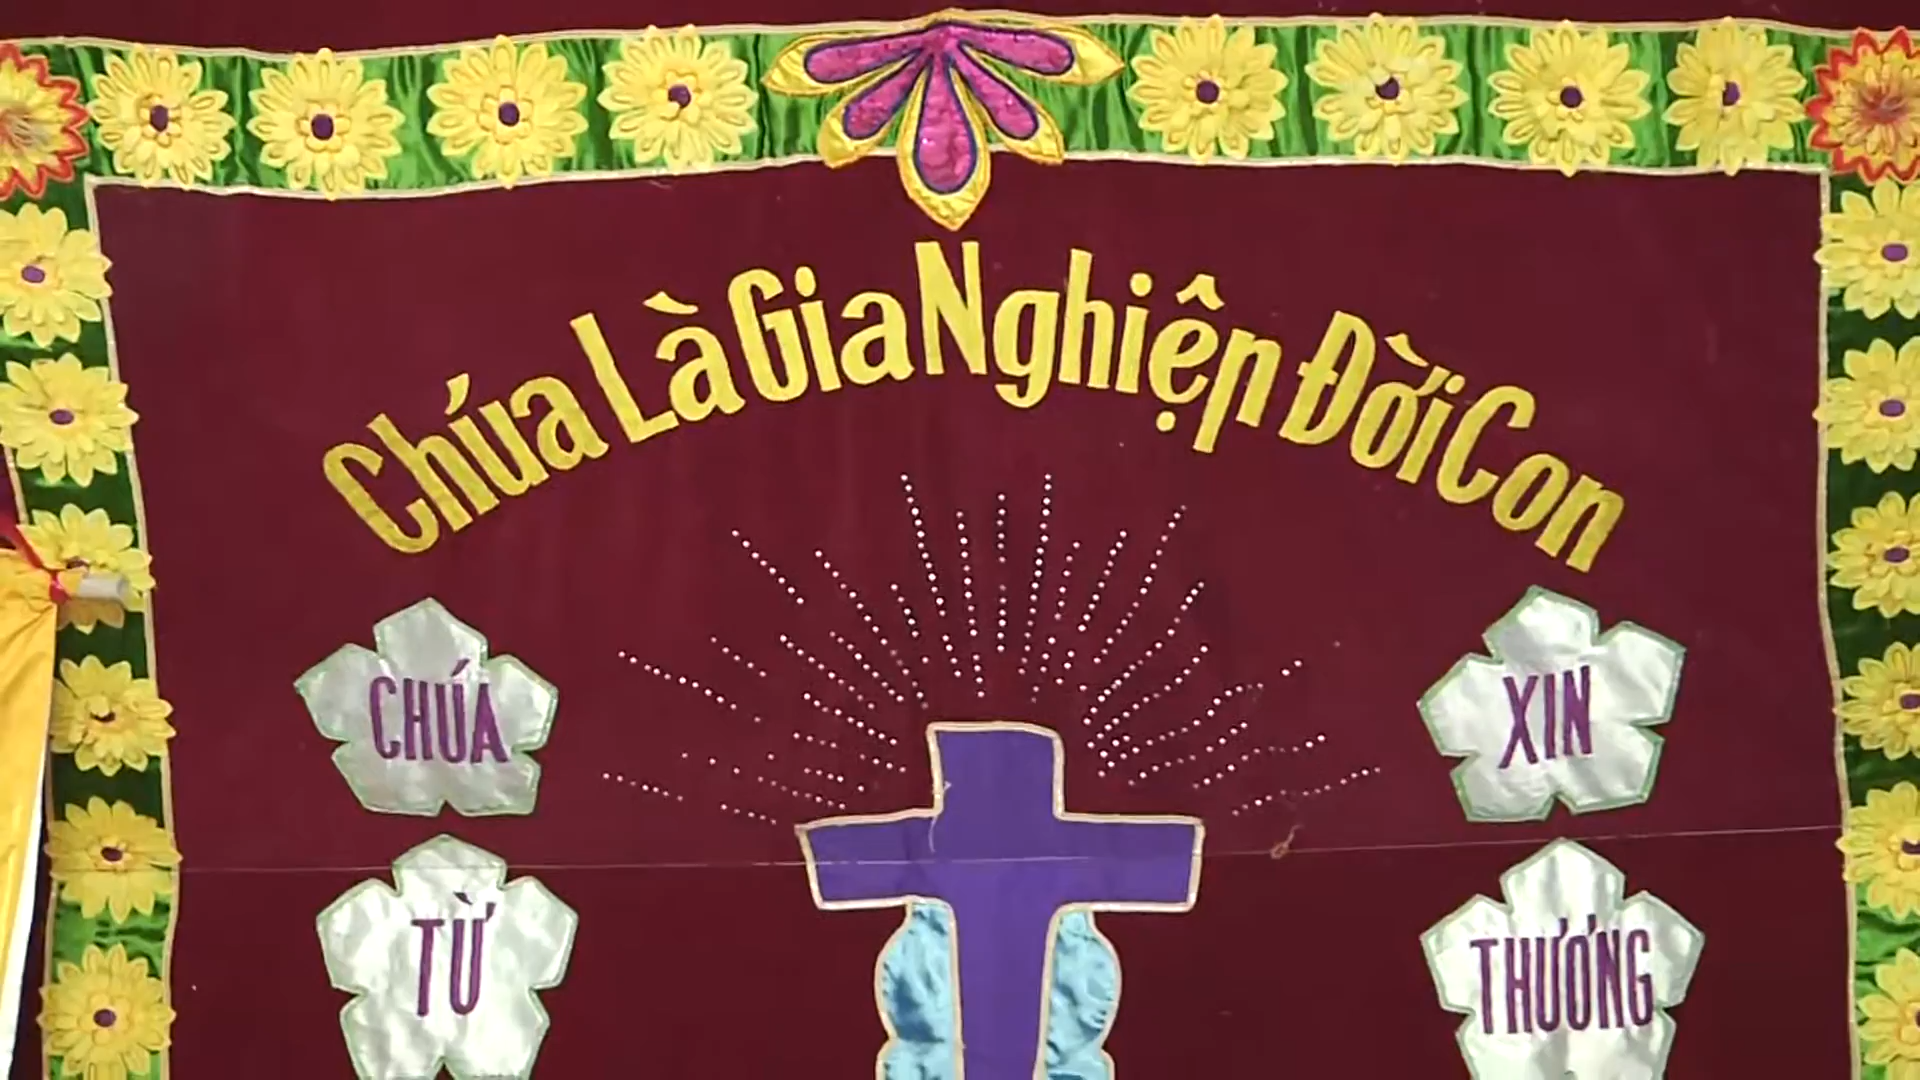 Chúa Là Gia Nghiệp Đời Con
CHÚA
XIN
TỪ
THƯƠNG